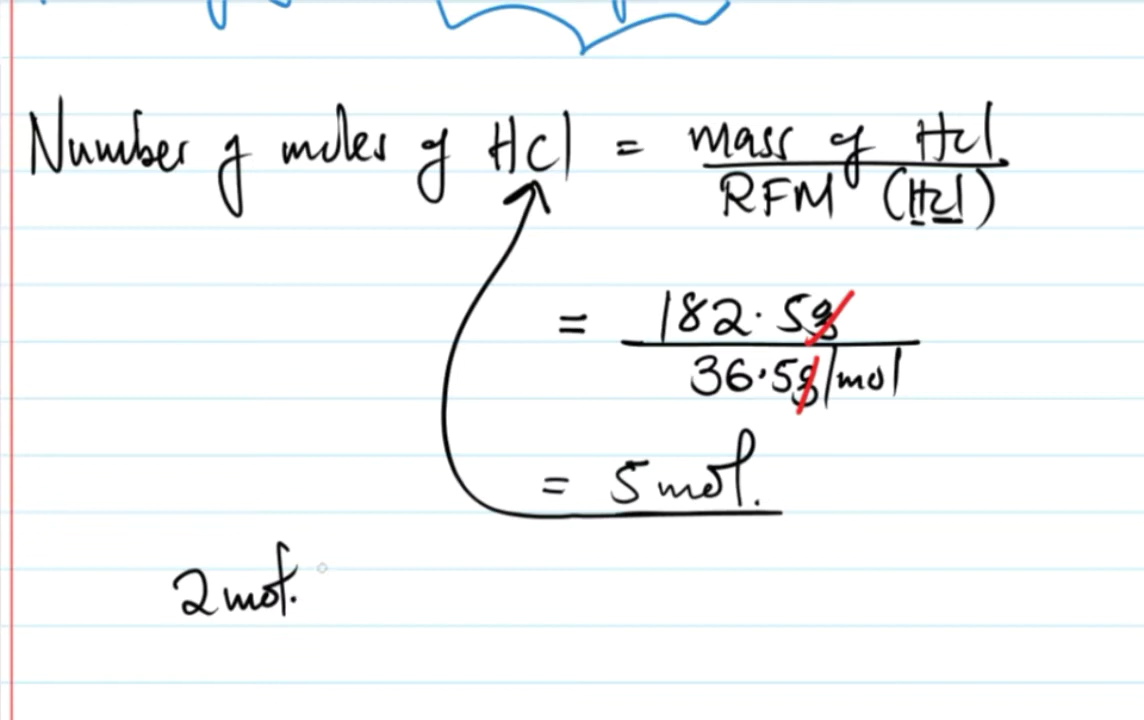 Number of moles of HCl = mass of HCl
RFM (HCl)
= 182.5g
36.5g/mol
= 5 mol.
2 mol.